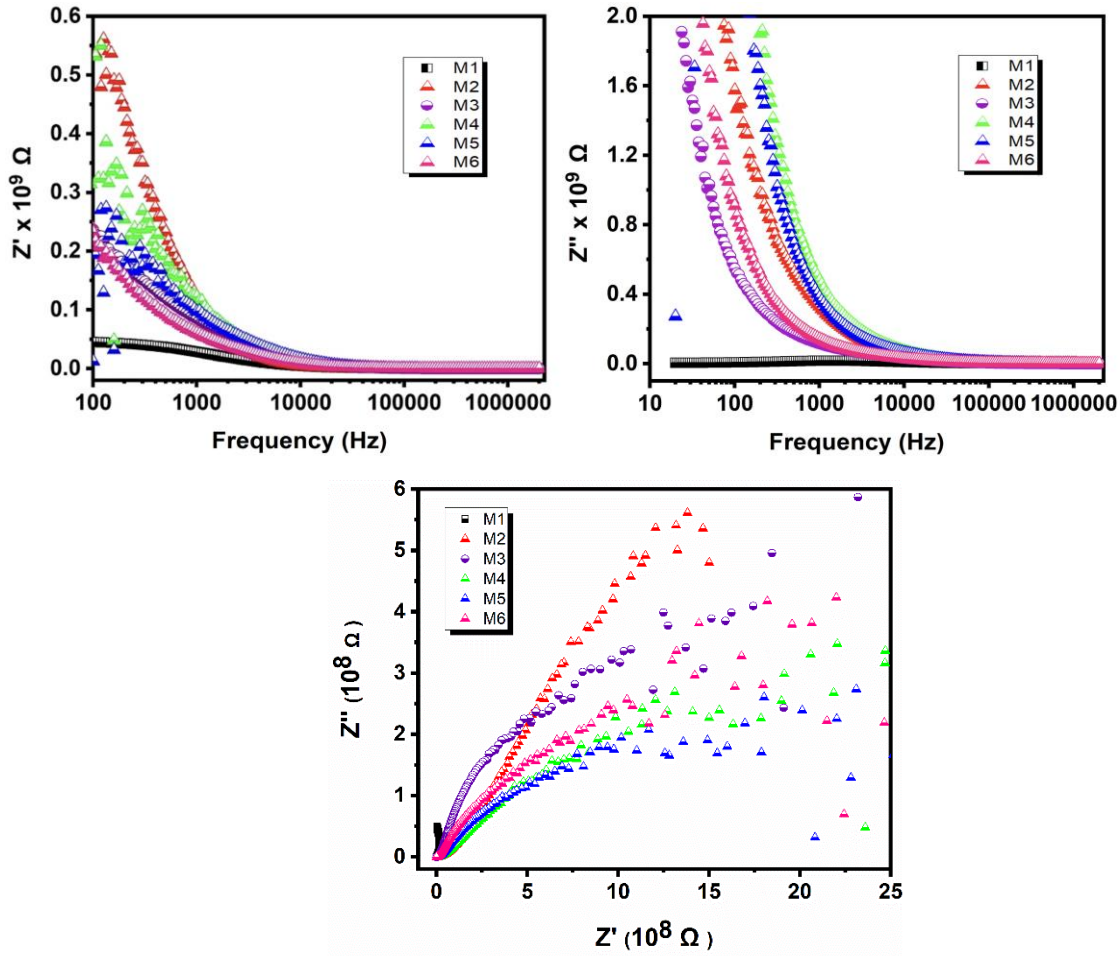 Z' x 10⁹ Ω
0.6
0.5
0.4
0.3
0.2
0.1
0.0
M1
M2
M3
M4
M5
M6
100 1000 10000 100000 1000000
Frequency (Hz)
Z'' x 10⁹ Ω
2.0
1.6
1.2
0.8
0.4
0.0
M1
M2
M3
M4
M5
M6
10 100 1000 10000 100000 1000000
Frequency (Hz)
Z'' (10⁸ Ω)
6
5
4
3
2
1
0
M1
M2
M3
M4
M5
M6
0 5 10 15 20 25
Z' (10⁸ Ω)